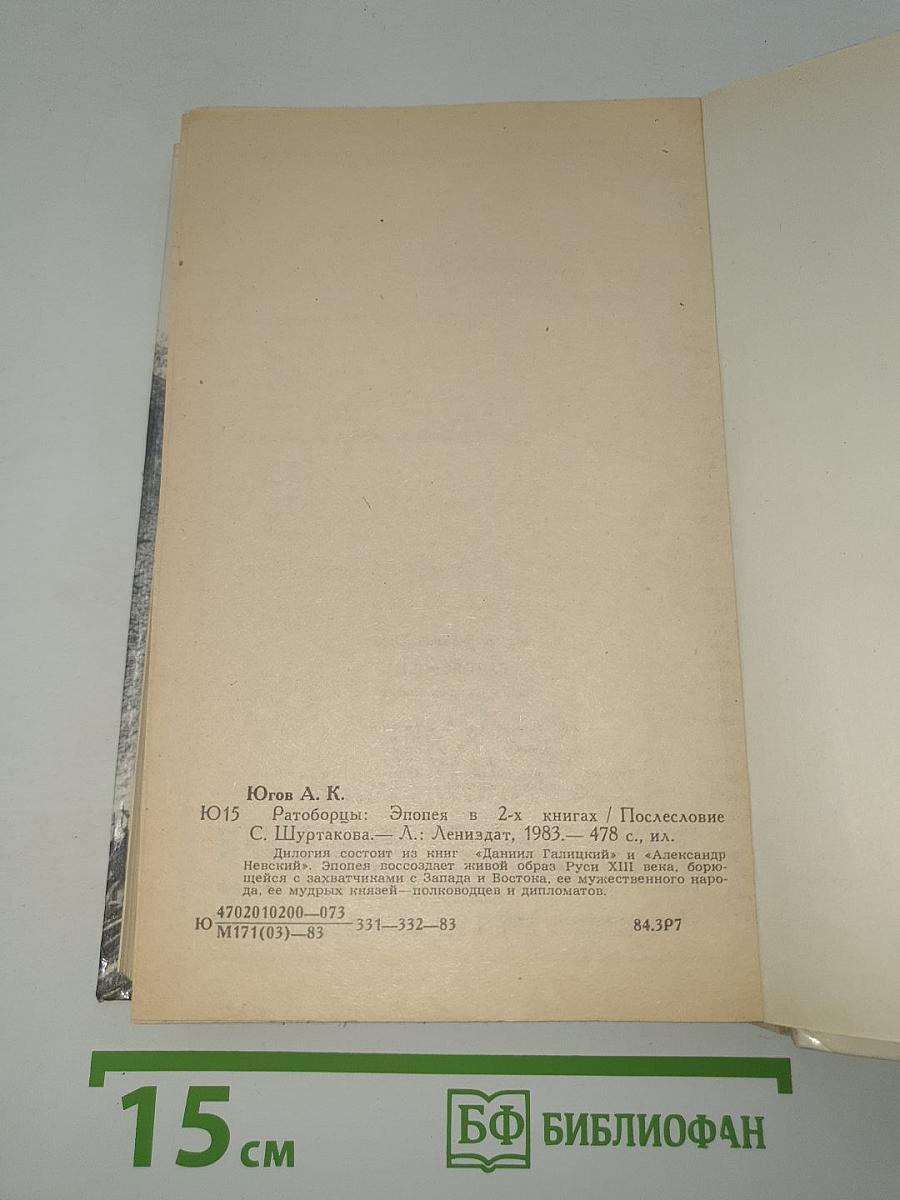 Югов А. К.
Ю15 Ратоборцы: Эпопея в 2-х книгах / Послесловие
С. Шуртакова.— Л.: Лениздат, 1983.— 478 с., ил.
Дилогия состоит из книг «Даниил Галицкий» и «Александр
Невский». Эпопея воссоздает живой образ Руси XIII века, борю-
щейся с захватчиками с Запада и Востока, ее мужественного наро-
да, ее мудрых князей—полководцев и дипломатов.
4702010200—073
Ю 331—332—83 84.3Р7
М171(03)—83
15 см
БФ БИБЛИОФАН